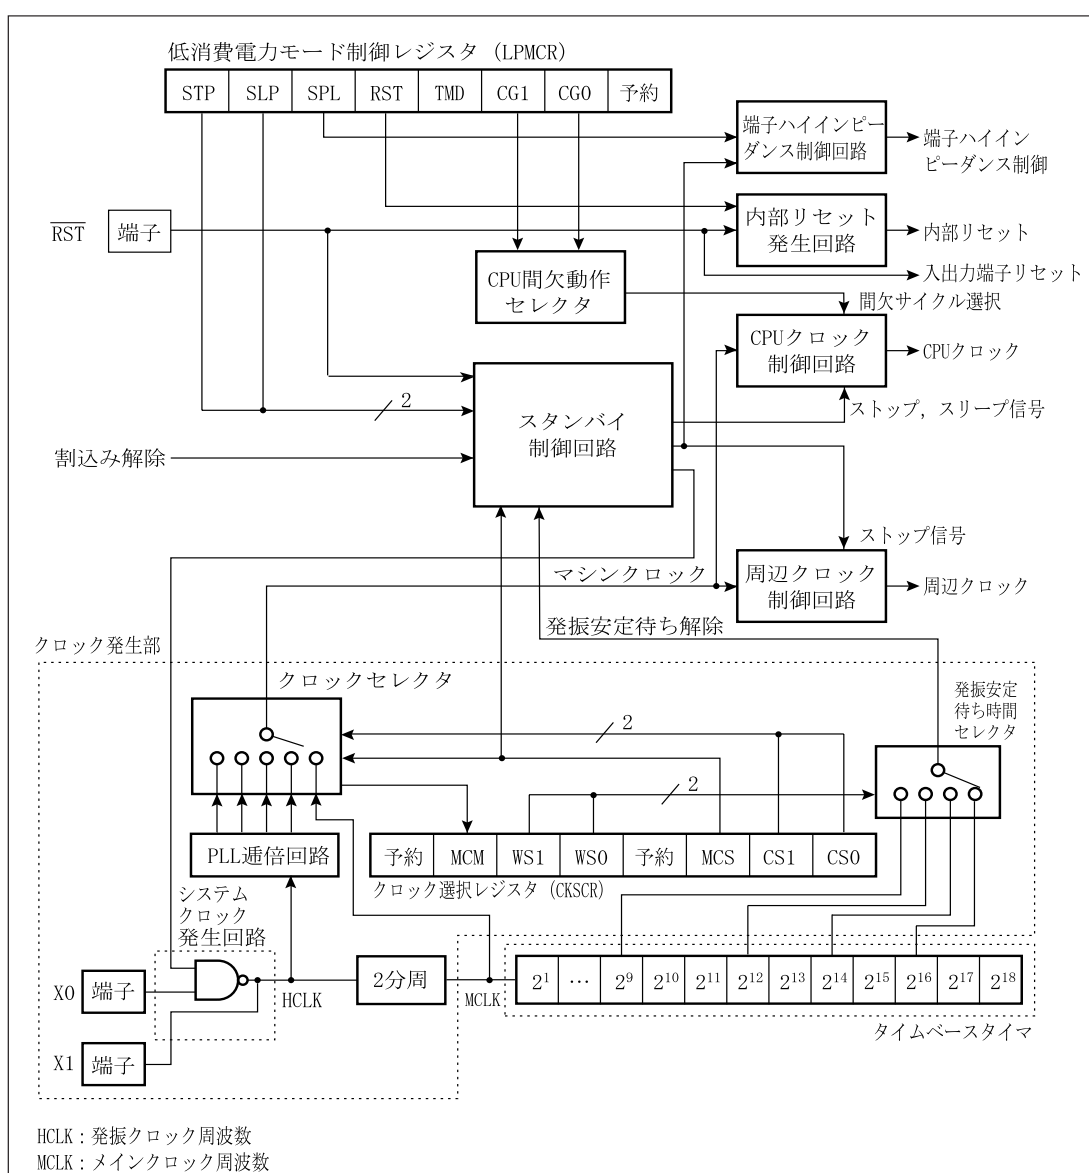 低消費電力モード制御レジスタ (LPMCR)
STP SLP SPL RST TMD CG1 CG0 予約
端子ハイインピー
ダンス制御回路
端子ハイイン
ピーダンス制御
RST 端子
内部リセット
発生回路
内部リセット
入出力端子リセット
CPU間欠動作
セレクタ
間欠サイクル選択
CPUクロック
制御回路
CPUクロック
スタンバイ
制御回路
2
ストップ, スリープ信号
割込み解除
ストップ信号
マシンクロック
周辺クロック
制御回路
周辺クロック
発振安定待ち解除
クロック発生部
クロックセレクタ
発振安定
待ち時間
セレクタ
2
2
PLL逓倍回路
予約 MCM WS1 WS0 予約 MCS CS1 CS0
クロック選択レジスタ (CKSCR)
システム
クロック
発生回路
X0 端子
HCLK
2分周
MCLK
2¹ … 2⁹ 2¹⁰ 2¹¹ 2¹² 2¹³ 2¹⁴ 2¹⁵ 2¹⁶ 2¹⁷ 2¹⁸
タイムベースタイマ
X1 端子
HCLK：発振クロック周波数
MCLK：メインクロック周波数